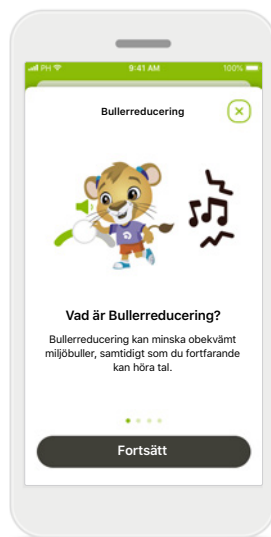 PH 9:41 AM 100%
Bullerreducering
Vad är Bullerreducering?
Bullerreducering kan minska obekvämt
miljöbuller, samtidigt som du fortfarande
kan höra tal.
Fortsätt